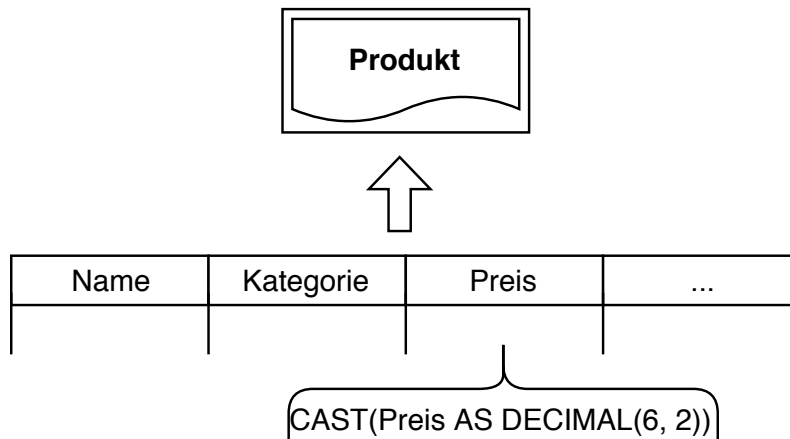 Produkt
Name Kategorie Preis ...
CAST(Preis AS DECIMAL(6, 2))